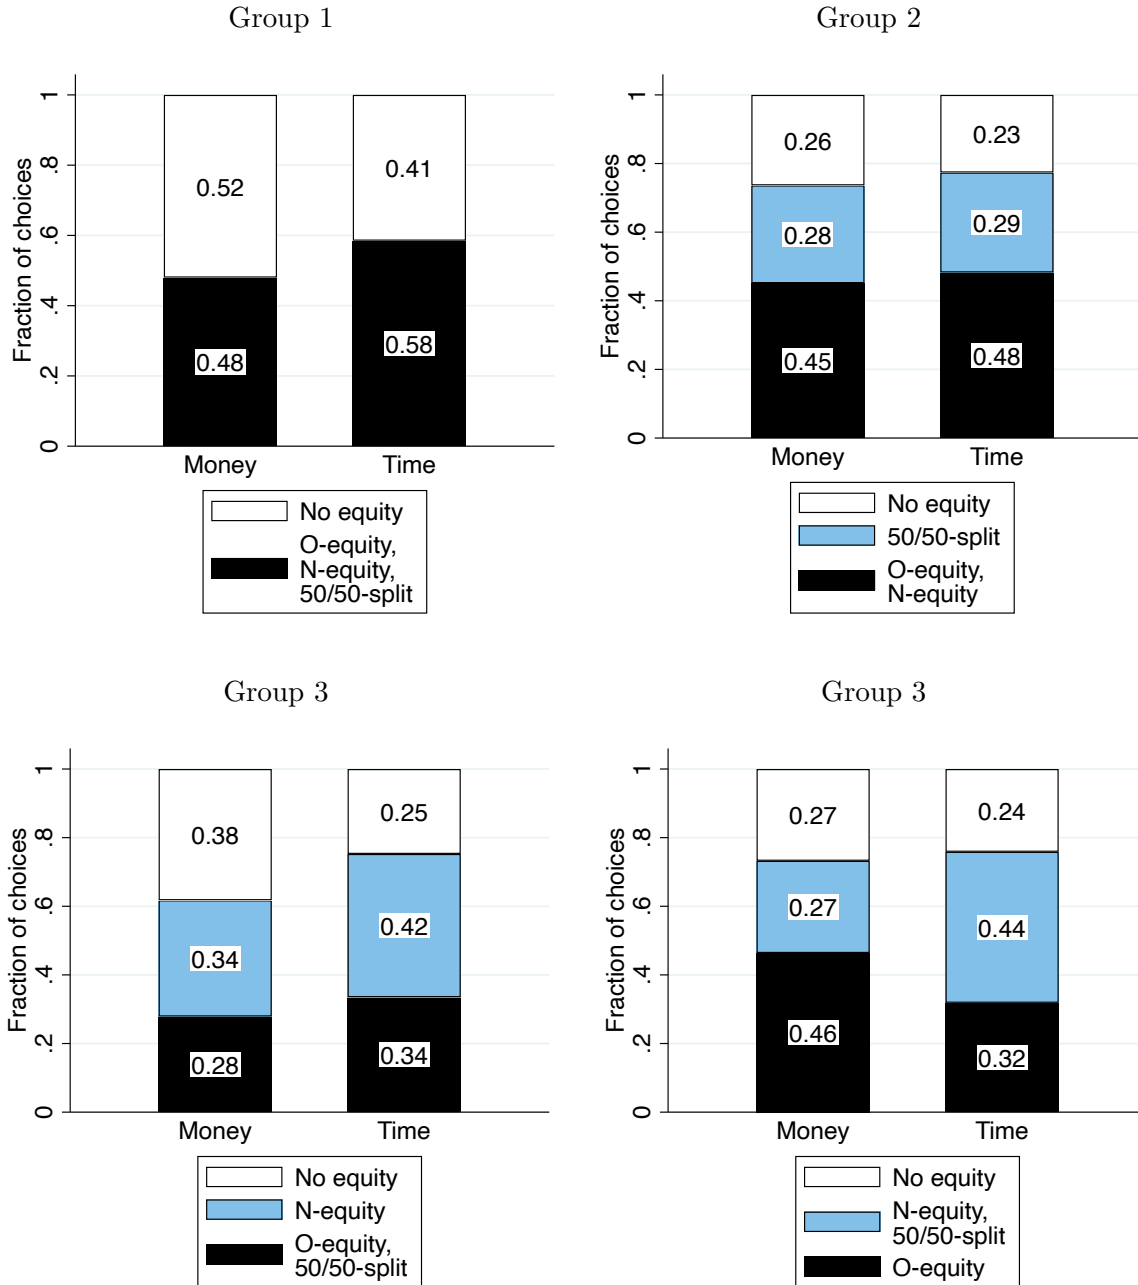 Group 1
1
.8
.6
.4
.2
0
Fraction of choices
0.52
0.41
0.48
0.58
Money
Time
No equity
O-equity,
N-equity,
50/50-split
Group 2
1
.8
.6
.4
.2
0
Fraction of choices
0.26
0.23
0.28
0.29
0.45
0.48
Money
Time
No equity
50/50-split
O-equity,
N-equity
Group 3
1
.8
.6
.4
.2
0
Fraction of choices
0.38
0.25
0.34
0.42
0.28
0.34
Money
Time
No equity
N-equity
O-equity,
50/50-split
Group 3
1
.8
.6
.4
.2
0
Fraction of choices
0.27
0.24
0.27
0.44
0.46
0.32
Money
Time
No equity
N-equity,
50/50-split
O-equity